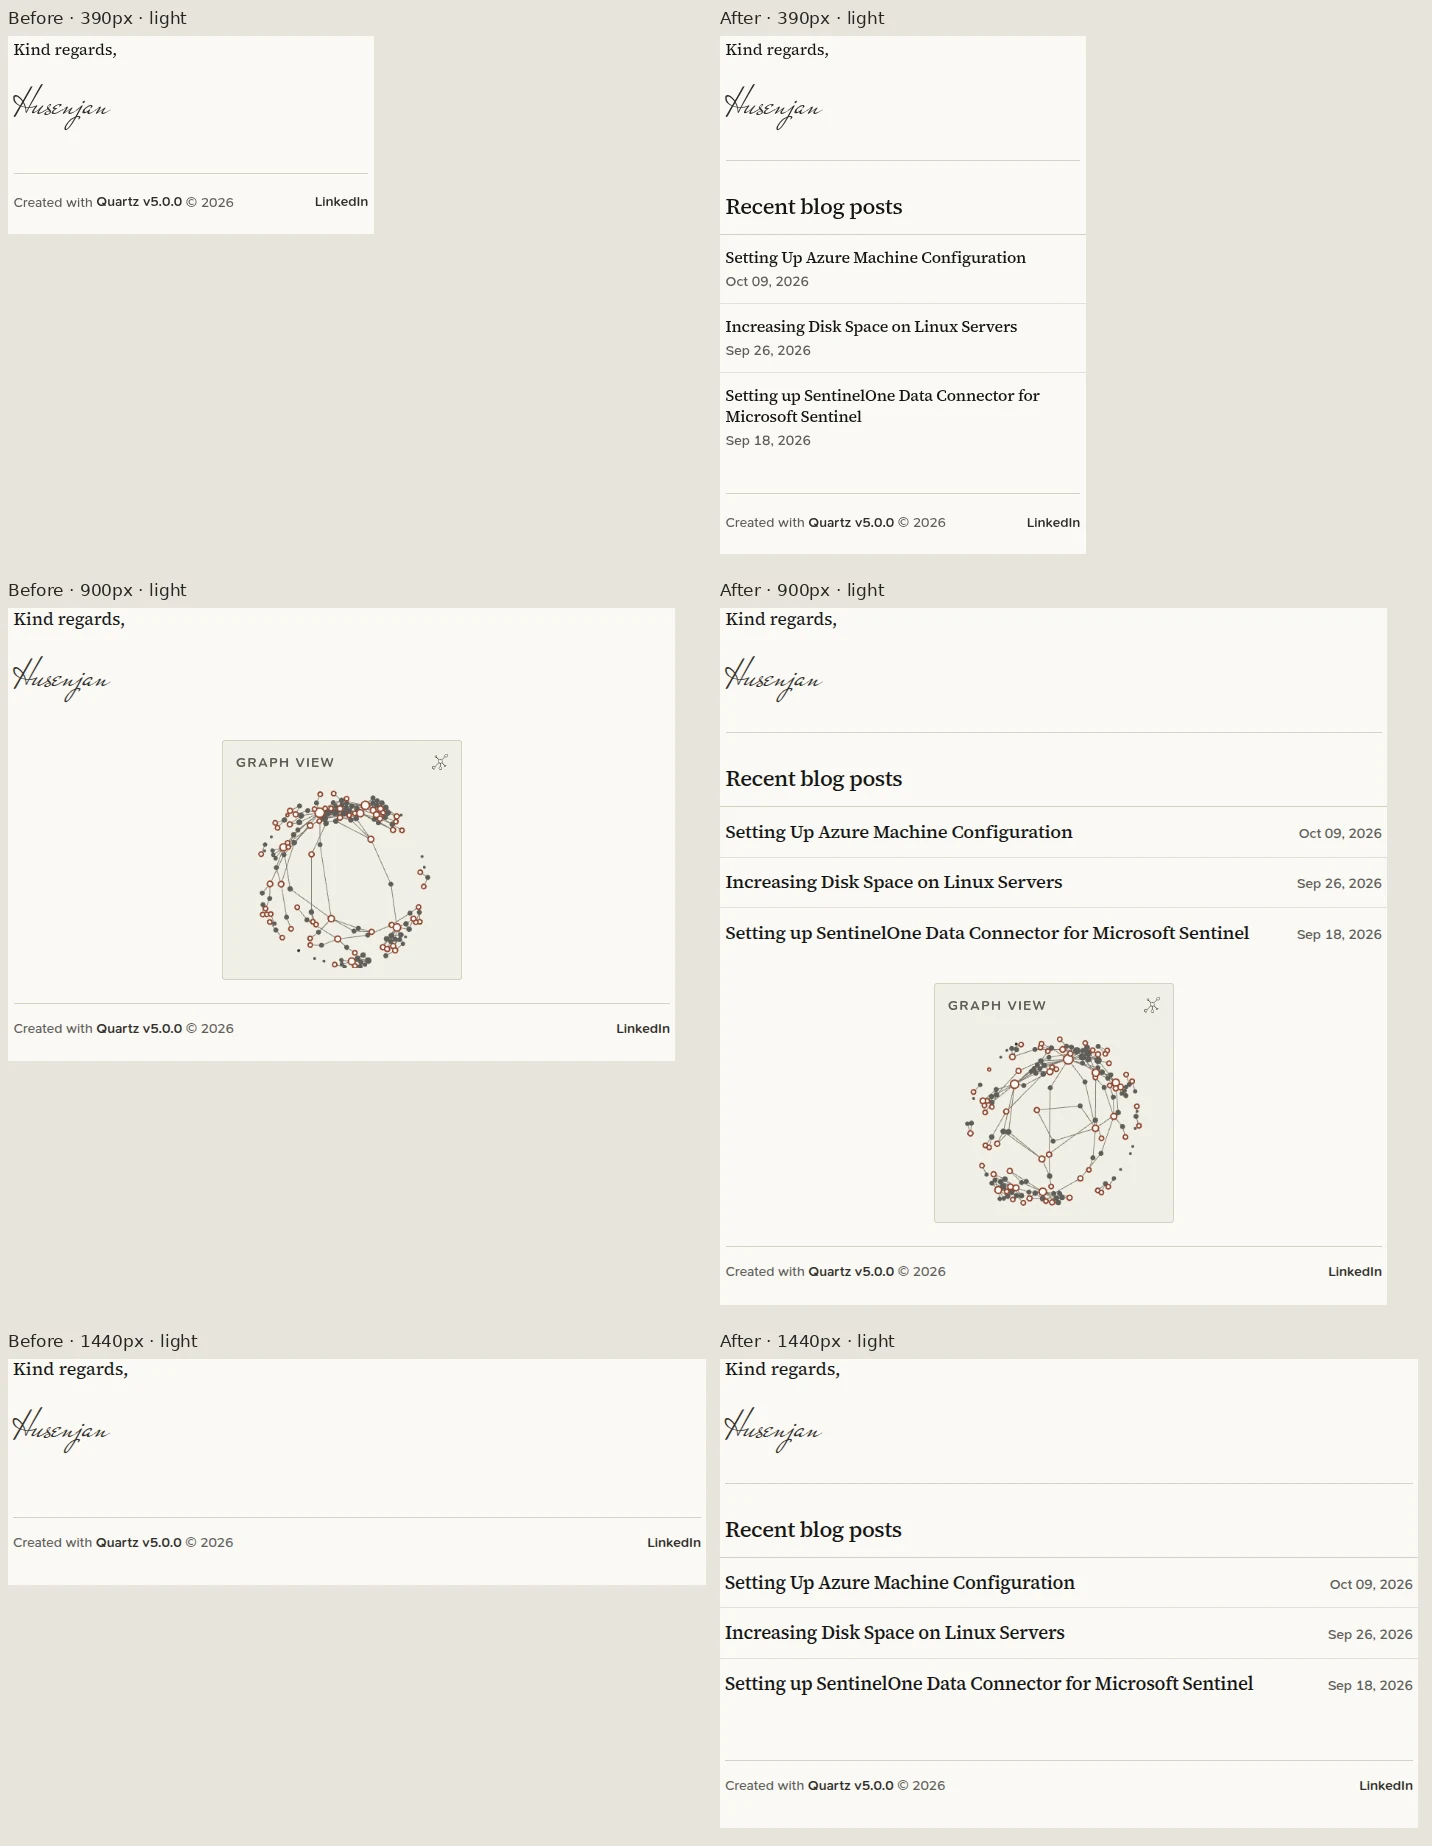 Before · 390px · light
Kind regards,
Husenjan
Created with Quartz v5.0.0 © 2026 LinkedIn
After · 390px · light
Kind regards,
Husenjan
Recent blog posts
Setting Up Azure Machine Configuration
Oct 09, 2026
Increasing Disk Space on Linux Servers
Sep 26, 2026
Setting up SentinelOne Data Connector for
Microsoft Sentinel
Sep 18, 2026
Created with Quartz v5.0.0 © 2026 LinkedIn
Before · 900px · light
Kind regards,
Husenjan
GRAPH VIEW
Created with Quartz v5.0.0 © 2026 LinkedIn
After · 900px · light
Kind regards,
Husenjan
Recent blog posts
Setting Up Azure Machine Configuration Oct 09, 2026
Increasing Disk Space on Linux Servers Sep 26, 2026
Setting up SentinelOne Data Connector for Microsoft Sentinel Sep 18, 2026
GRAPH VIEW
Created with Quartz v5.0.0 © 2026 LinkedIn
Before · 1440px · light
Kind regards,
Husenjan
Created with Quartz v5.0.0 © 2026 LinkedIn
After · 1440px · light
Kind regards,
Husenjan
Recent blog posts
Setting Up Azure Machine Configuration Oct 09, 2026
Increasing Disk Space on Linux Servers Sep 26, 2026
Setting up SentinelOne Data Connector for Microsoft Sentinel Sep 18, 2026
Created with Quartz v5.0.0 © 2026 LinkedIn